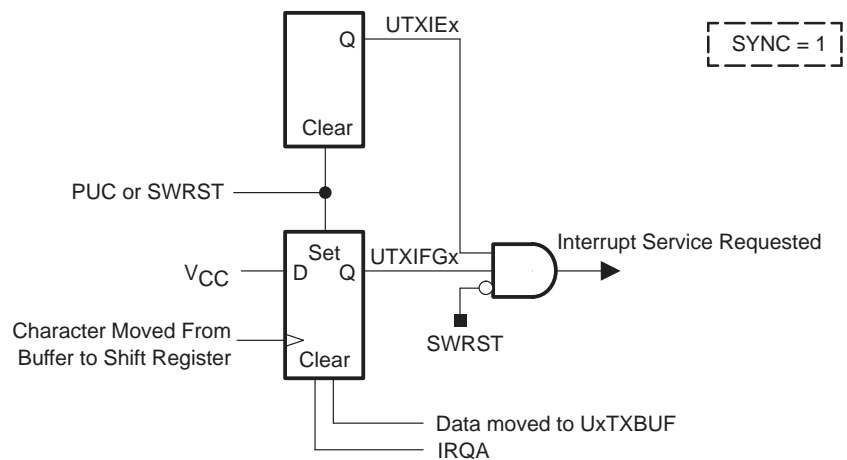 UTXIEx
SYNC = 1
Q
Clear
PUC or SWRST
Set
UTXIFGx
Interrupt Service Requested
VCC
D
Q
Character Moved From
Buffer to Shift Register
SWRST
Clear
Data moved to UxTXBUF
IRQA